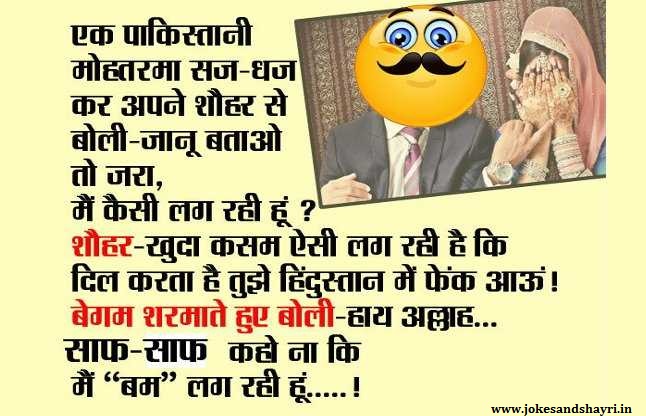 एक पाकिस्तानी
मोहतरमा सज-धज
कर अपने शौहर से
बोली-जानू बताओ
तो जरा,
मैं कैसी लग रही हूं ?
शौहर-खुदा कसम ऐसी लग रही है कि
दिल करता है तुझे हिंदुस्तान में फेंक आऊं!
बेगम शरमाते हुए बोली-हाय अल्लाह...
साफ-साफ कहो ना कि
मैं “बम” लग रही हूं.....!
www.jokesandshayri.in